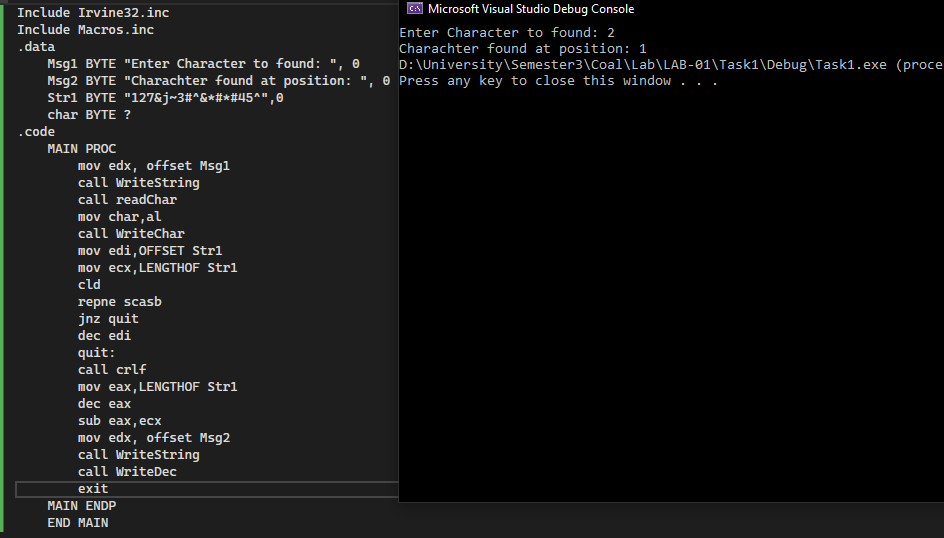 Include Irvine32.inc
Include Macros.inc
.data
Msg1 BYTE "Enter Character to found: ", 0
Msg2 BYTE "Charachter found at position: ", 0
Str1 BYTE "127&j~3#^&*#*#45^",0
char BYTE ?
.code
MAIN PROC
mov edx, offset Msg1
call WriteString
call readChar
mov char,al
call WriteChar
mov edi,OFFSET Str1
mov ecx,LENGTHOF Str1
cld
repne scasb
jnz quit
dec edi
quit:
call crlf
mov eax,LENGTHOF Str1
dec eax
sub eax,ecx
mov edx, offset Msg2
call WriteString
call WriteDec
exit
MAIN ENDP
END MAIN
Microsoft Visual Studio Debug Console
Enter Character to found: 2
Charachter found at position: 1
D:\University\Semester3\Coal\Lab\LAB-01\Task1\Debug\Task1.exe (proce
Press any key to close this window . . .